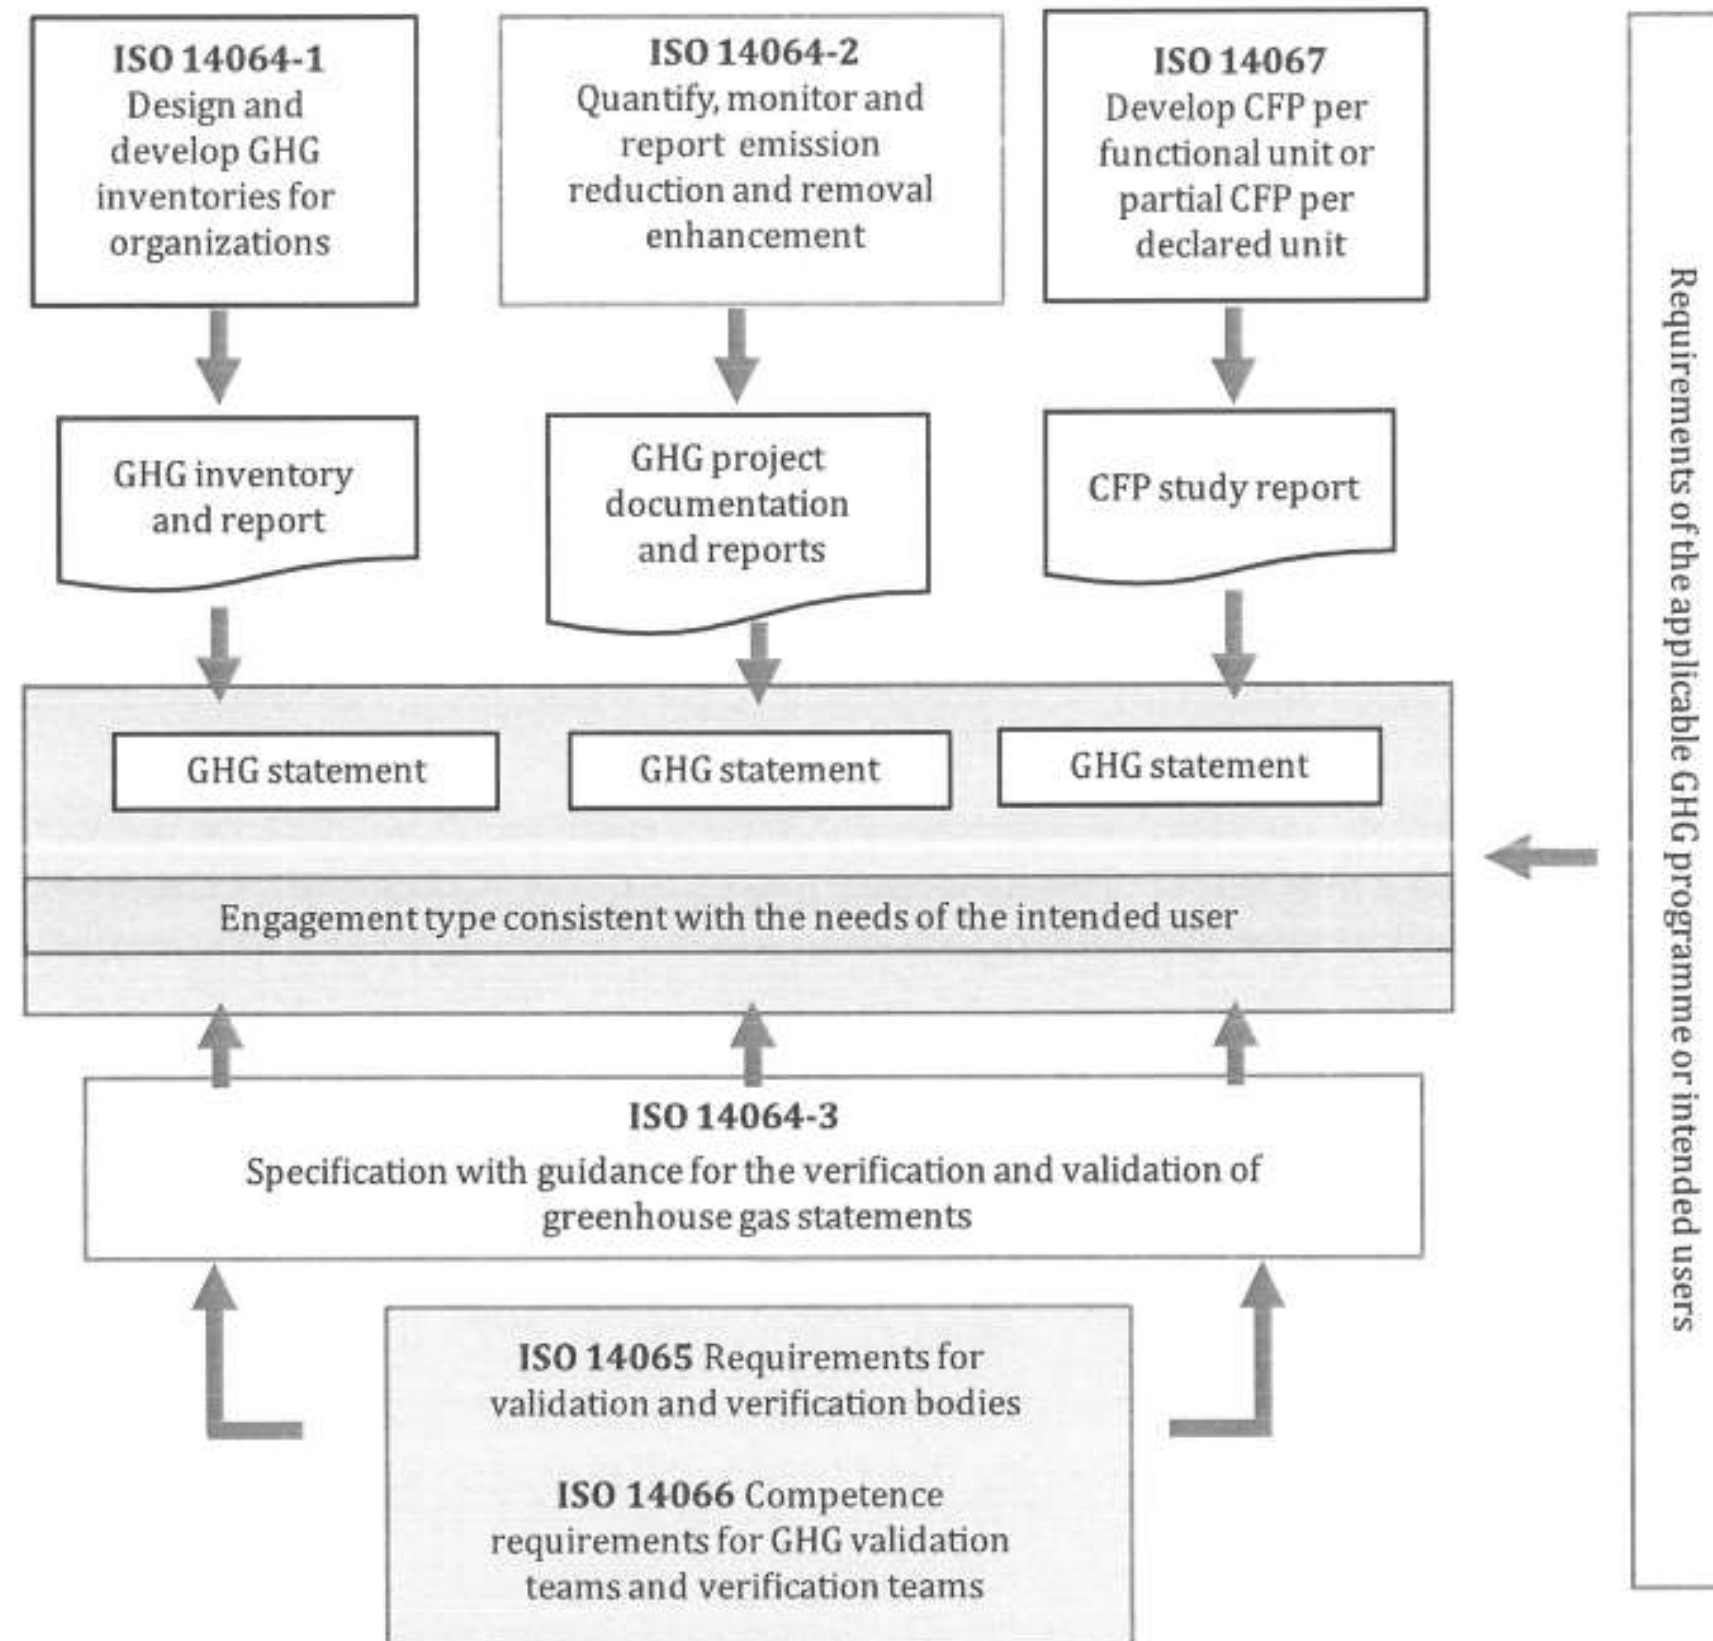 ISO 14064-1
Design and
develop GHG
inventories for
organizations
ISO 14064-2
Quantify, monitor and
report emission
reduction and removal
enhancement
ISO 14067
Develop CFP per
functional unit or
partial CFP per
declared unit
GHG inventory
and report
GHG project
documentation
and reports
CFP study report
GHG statement
GHG statement
GHG statement
Engagement type consistent with the needs of the intended user
ISO 14064-3
Specification with guidance for the verification and validation of
greenhouse gas statements
ISO 14065 Requirements for
validation and verification bodies
ISO 14066 Competence
requirements for GHG validation
teams and verification teams
Requirements of the applicable GHG programme or intended users